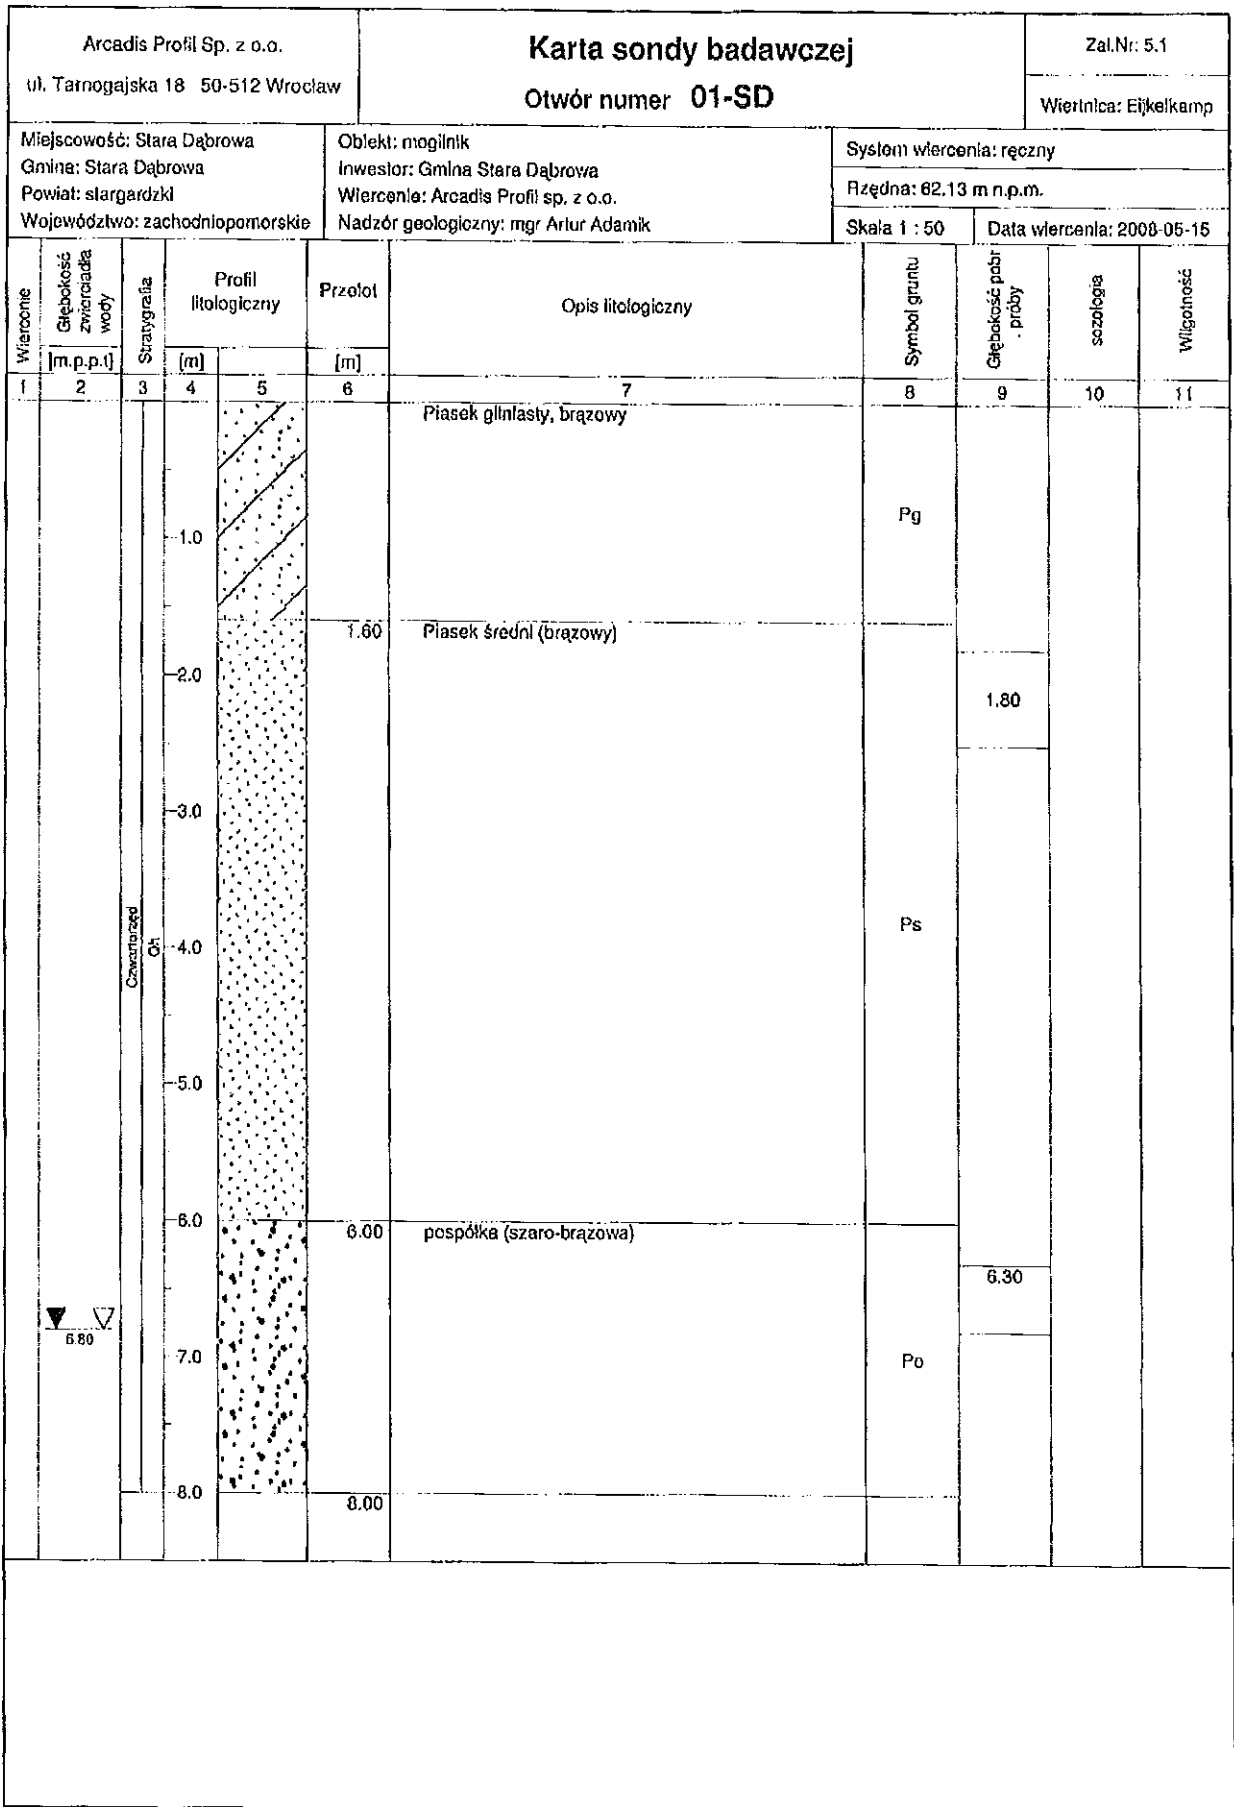 Arcadis Profil Sp. z o.o.
ul. Tarnogajska 18 50-512 Wrocław
Karta sondy badawczej
Otwór numer 01-SD
Zał.Nr: 5.1
Wiertnica: Eijkelkamp
Miejscowość: Stara Dąbrowa
Gmina: Stara Dąbrowa
Powiat: stargardzki
Województwo: zachodniopomorskie
Obiekt: mogilnik
Inwestor: Gmina Stara Dąbrowa
Wiercenie: Arcadis Profil sp. z o.o.
Nadzór geologiczny: mgr Artur Adamik
System wiercenia: ręczny
Rzędna: 62.13 m n.p.m.
Skala 1 : 50
Data wiercenia: 2008-05-15
Wiercenie
Głębokość zwierciadła wody
[m.p.p.t]
Stratygrafia
Profil litologiczny
[m]
Przelot
[m]
Opis litologiczny
Symbol gruntu
Głębokość pobr. próby
sozologia
Wilgotność
1 2 3 4 5 6 7 8 9 10 11
Piasek gliniasty, brązowy
Pg
1.0
1.60 Piasek średni (brązowy)
2.0
1.80
3.0
Czwartorzęd
Qh
4.0
Ps
5.0
6.0
6.00 pospółka (szaro-brązowa)
6.30
6.80
7.0
Po
8.0
8.00